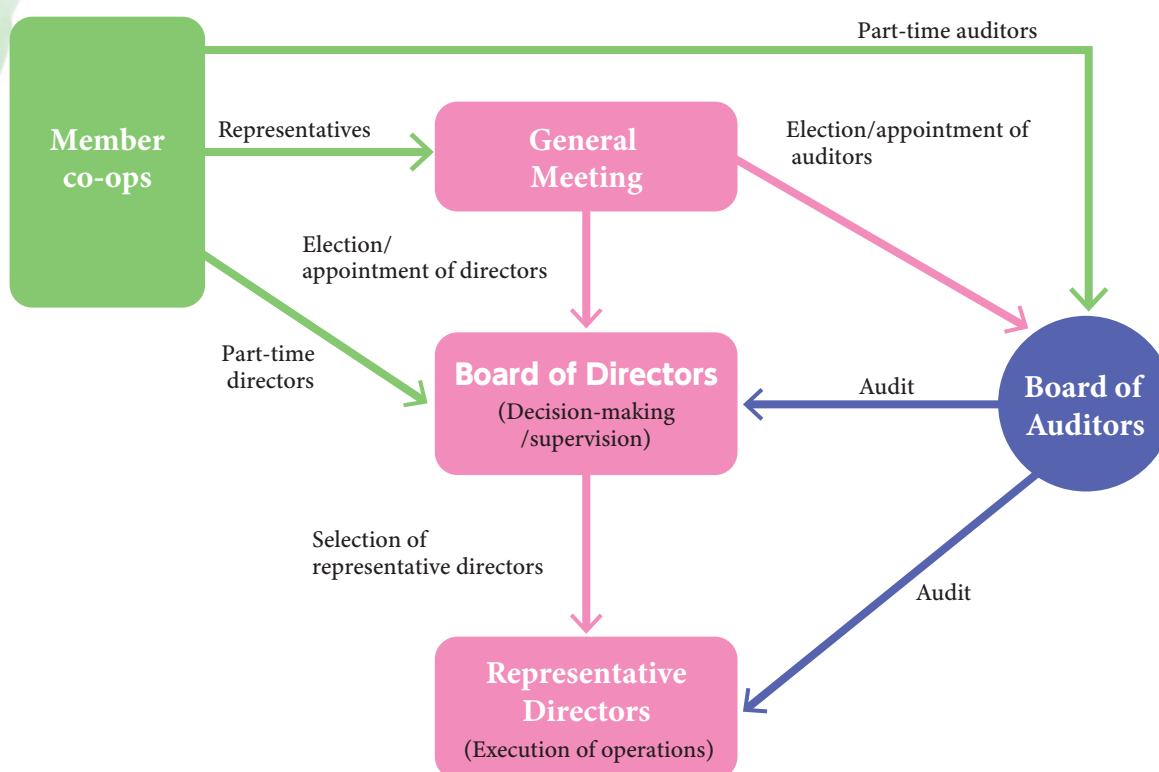 Part-time auditors
Member
co-ops
Representatives
General
Meeting
Election/appointment of
auditors
Election/
appointment of directors
Part-time
directors
Board of Directors
(Decision-making
/supervision)
Audit
Board of
Auditors
Selection of
representative directors
Audit
Representative
Directors
(Execution of operations)